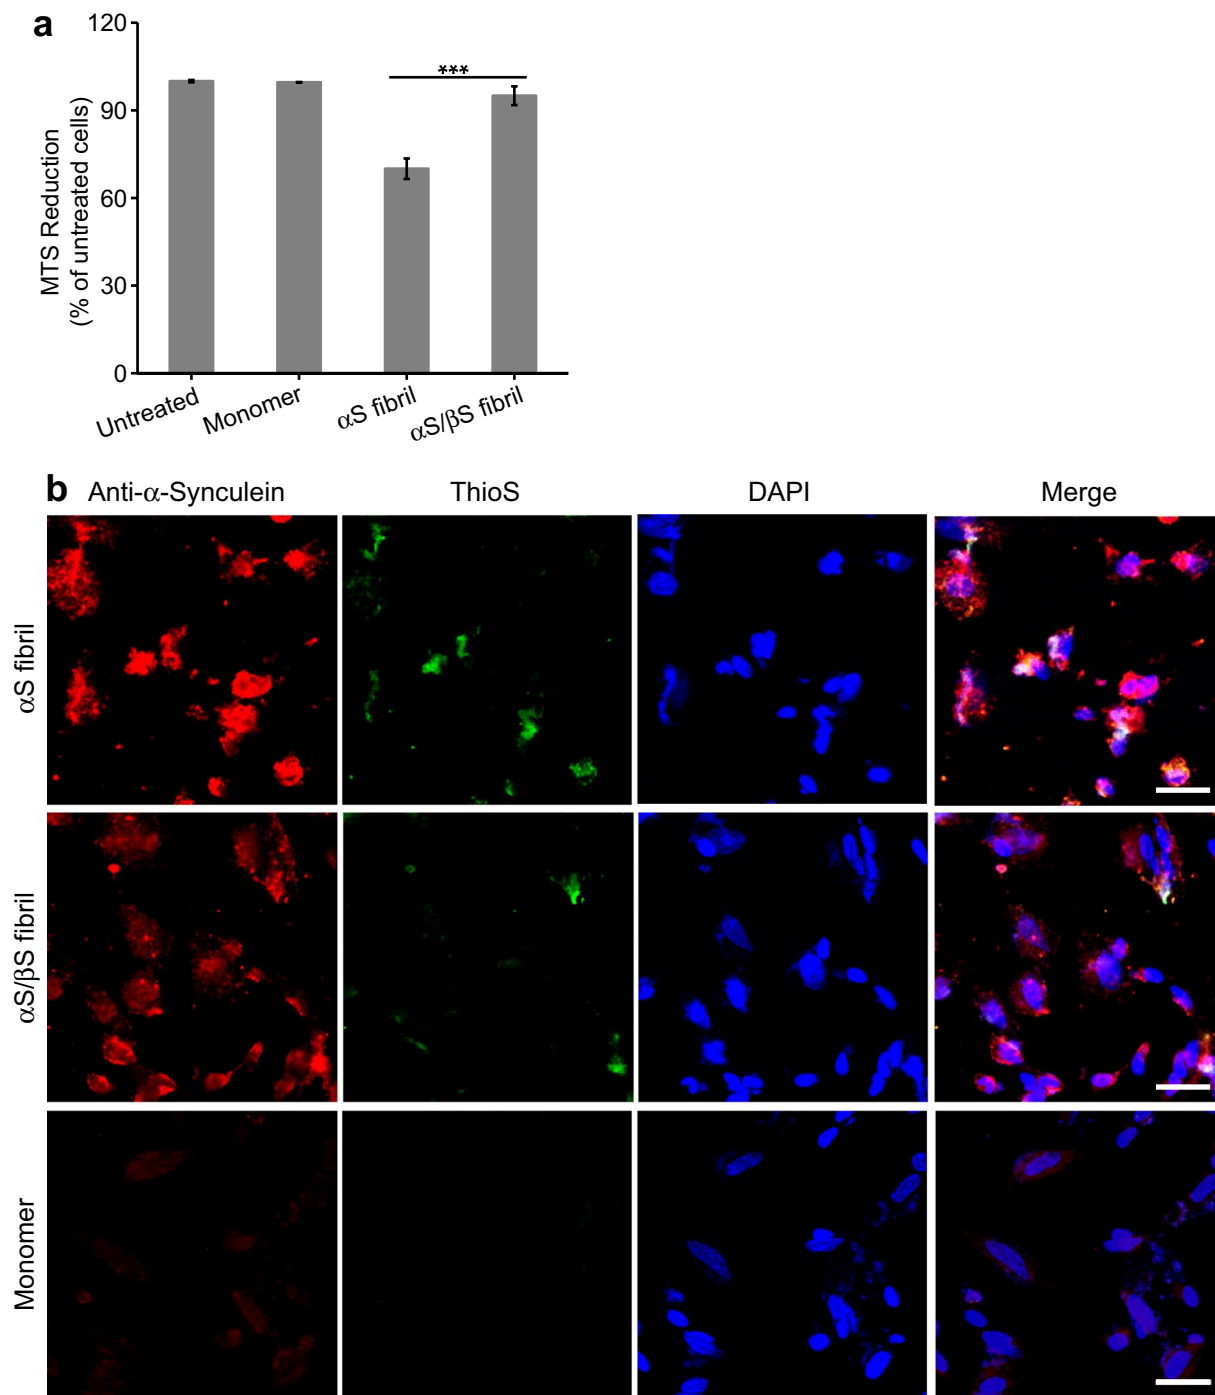 a
120
90
60
30
0
MTS Reduction
(% of untreated cells)
***
Untreated
Monomer
αS fibril
αS/βS fibril
b
Anti-α-Synculein
ThioS
DAPI
Merge
αS fibril
αS/βS fibril
Monomer